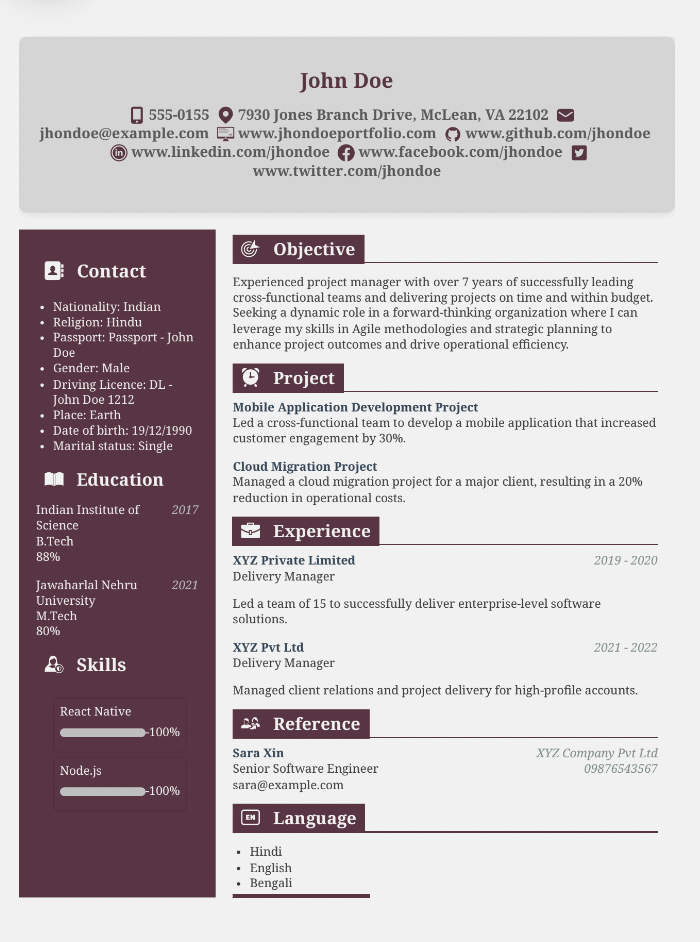 John Doe
555-0155 7930 Jones Branch Drive, McLean, VA 22102
jhondoe@example.com www.jhondoeportfolio.com www.github.com/jhondoe
www.linkedin.com/jhondoe www.facebook.com/jhondoe
www.twitter.com/jhondoe
Contact
• Nationality: Indian
• Religion: Hindu
• Passport: Passport - John
Doe
• Gender: Male
• Driving Licence: DL -
John Doe 1212
• Place: Earth
• Date of birth: 19/12/1990
• Marital status: Single
Education
Indian Institute of 2017
Science
B.Tech
88%
Jawaharlal Nehru 2021
University
M.Tech
80%
Skills
React Native
-100%
Node.js
-100%
Objective
Experienced project manager with over 7 years of successfully leading
cross-functional teams and delivering projects on time and within budget.
Seeking a dynamic role in a forward-thinking organization where I can
leverage my skills in Agile methodologies and strategic planning to
enhance project outcomes and drive operational efficiency.
Project
Mobile Application Development Project
Led a cross-functional team to develop a mobile application that increased
customer engagement by 30%.
Cloud Migration Project
Managed a cloud migration project for a major client, resulting in a 20%
reduction in operational costs.
Experience
XYZ Private Limited 2019 - 2020
Delivery Manager
Led a team of 15 to successfully deliver enterprise-level software
solutions.
XYZ Pvt Ltd 2021 - 2022
Delivery Manager
Managed client relations and project delivery for high-profile accounts.
Reference
Sara Xin XYZ Company Pvt Ltd
Senior Software Engineer 09876543567
sara@example.com
EN Language
• Hindi
• English
• Bengali